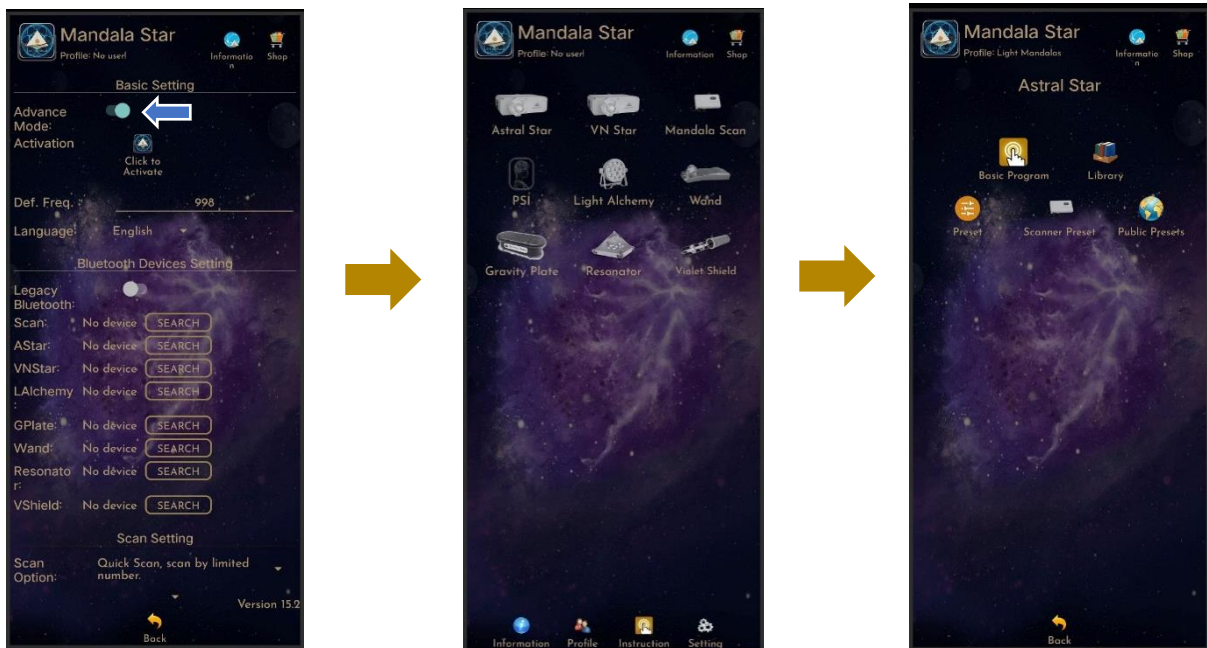 Mandala Star
Profile: No user!
Informatio
n
Shop
Basic Setting
Advance
Mode:
Activation
Click to
Activate
Def. Freq. :
998
Language:
English
Bluetooth Devices Setting
Legacy
Bluetooth:
Scan: No device SEARCH
AStar: No device SEARCH
VNStar: No device SEARCH
LAlchemy No device SEARCH
:
GPlate: No device SEARCH
Wand: No device SEARCH
Resonato No device SEARCH
r:
VShield: No device SEARCH
Scan Setting
Scan
Option:
Quick Scan, scan by limited
number.
Version 15.2
Back
Mandala Star
Profile: No user!
Information
Shop
Astral Star VN Star Mandala Scan
PSI Light Alchemy Wand
Gravity Plate Resonator Violet Shield
Information Profile Instruction Setting
Mandala Star
Profile: Light Mandalas
Informatio
n
Shop
Astral Star
Basic Program Library
Preset Scanner Preset Public Presets
Back